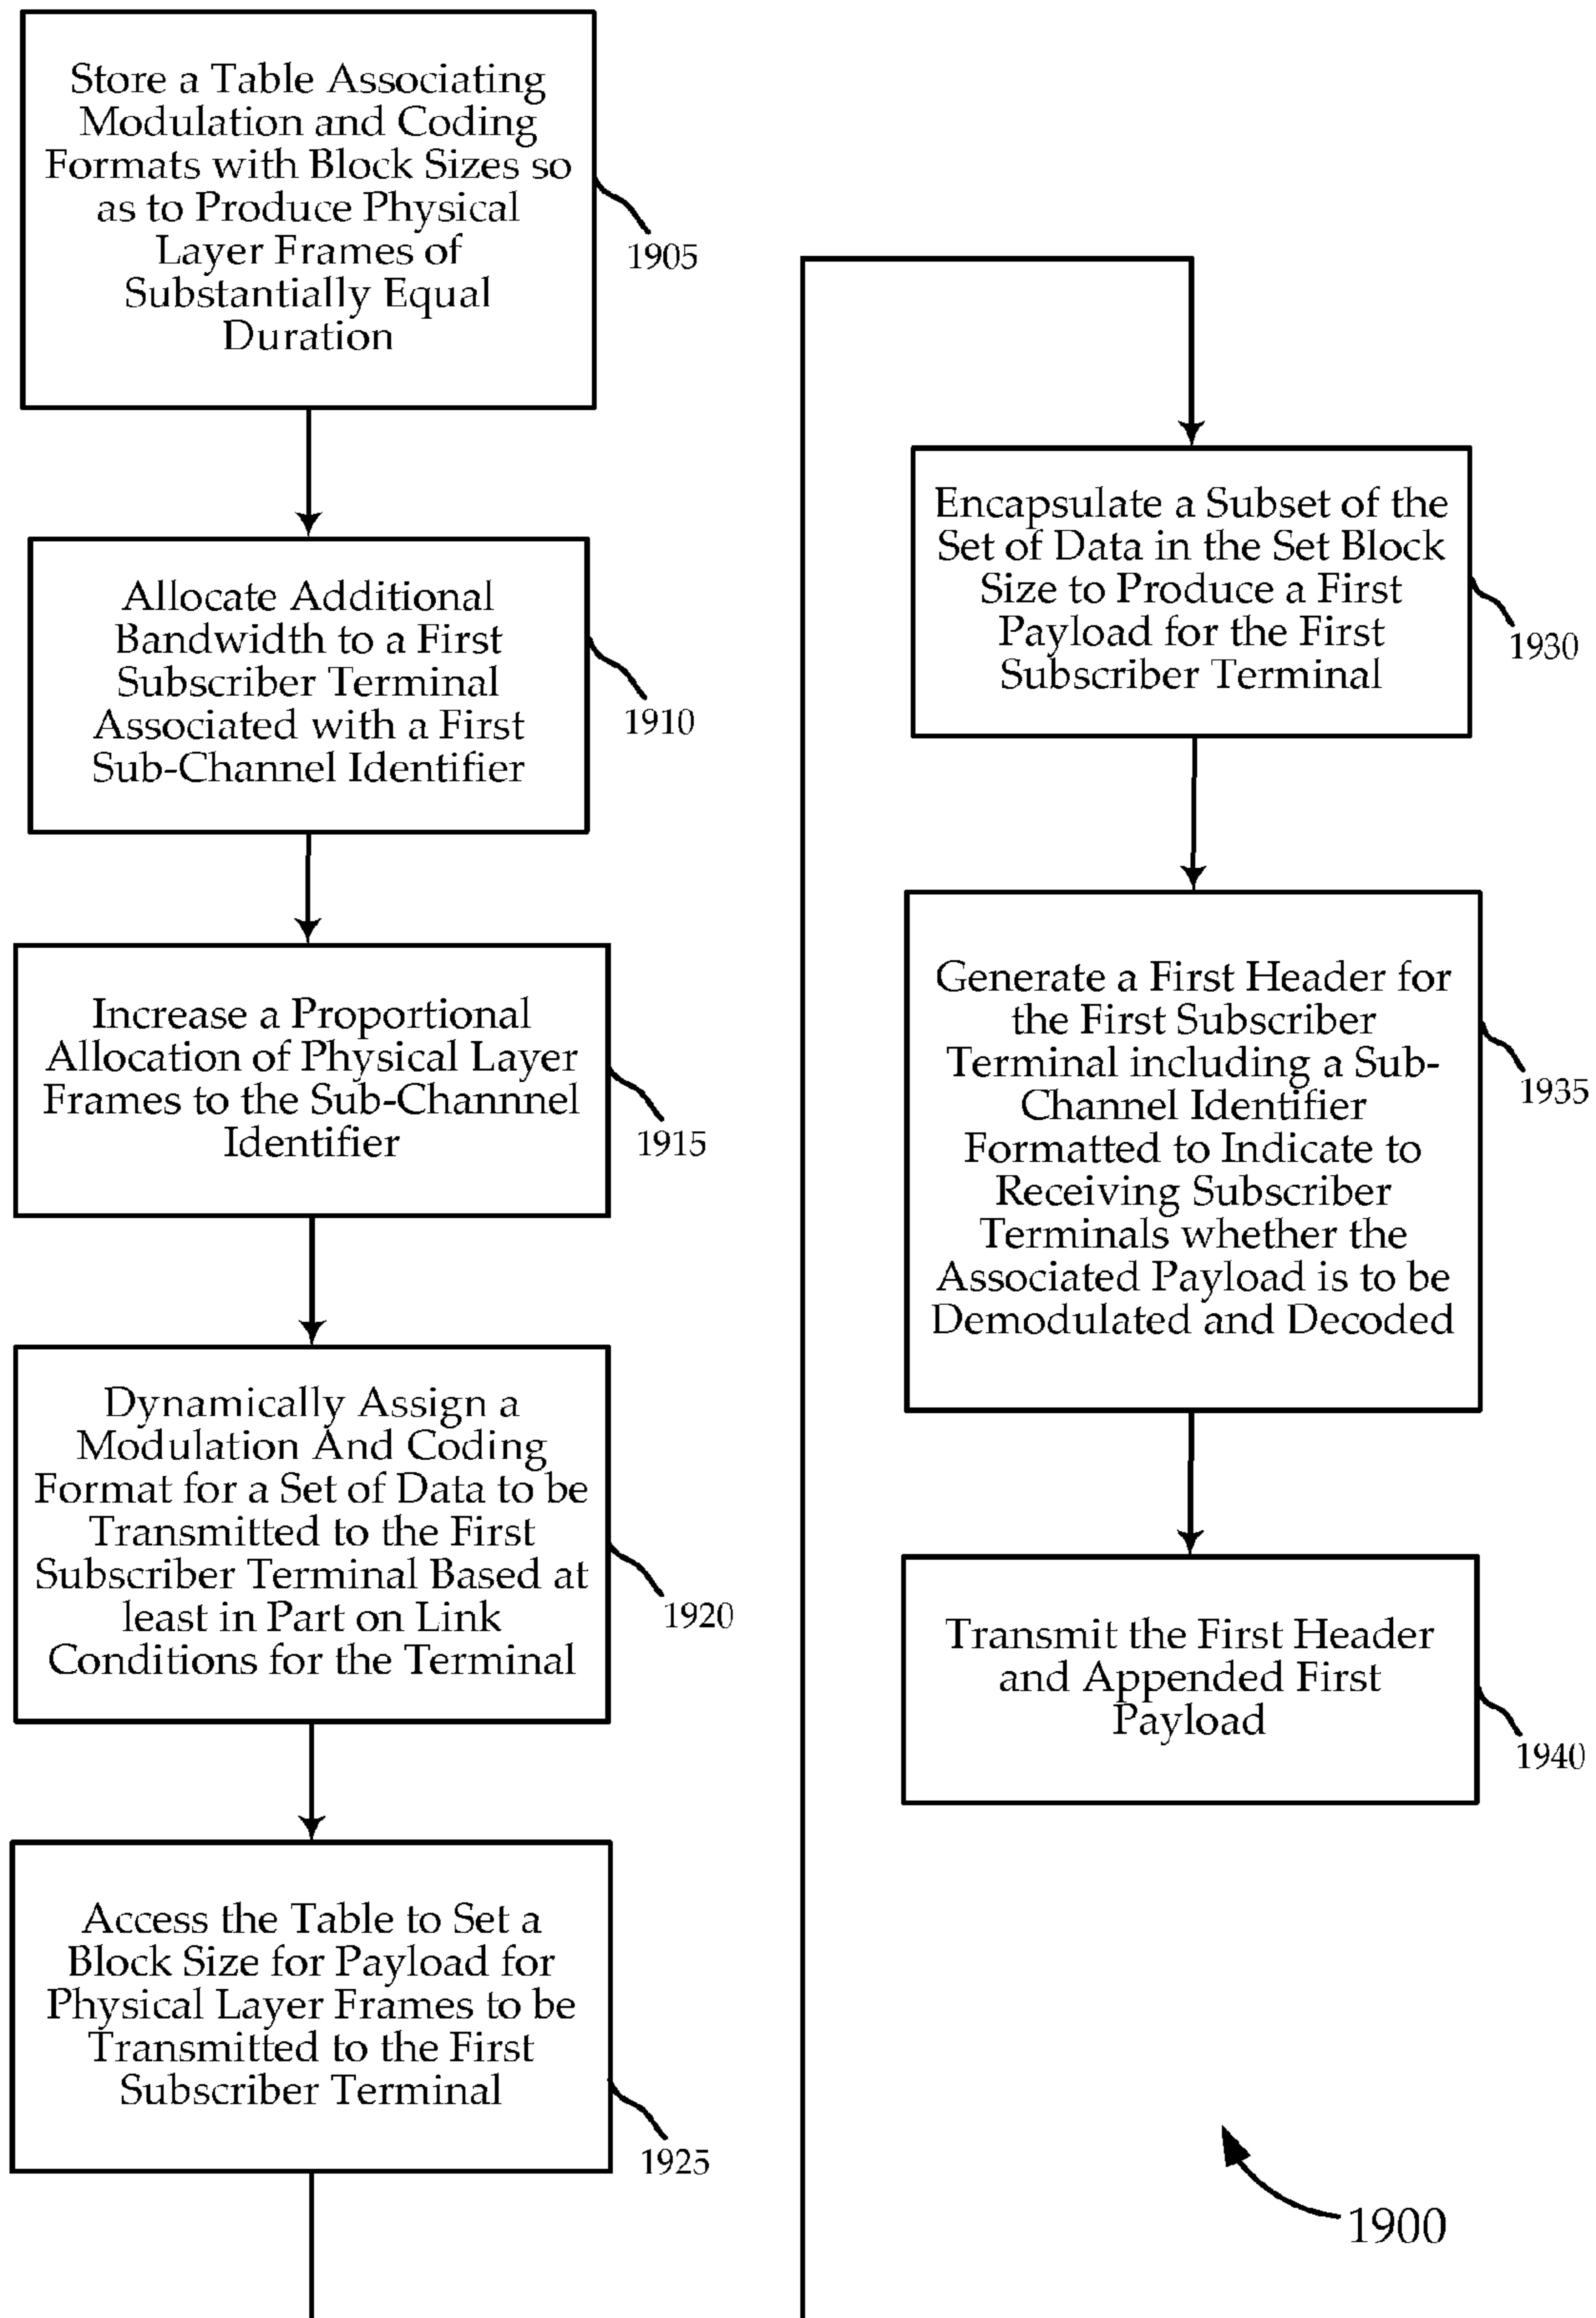 Store a Table Associating
Modulation and Coding
Formats with Block Sizes so
as to Produce Physical
Layer Frames of
Substantially Equal
Duration
1905
Allocate Additional
Bandwidth to a First
Subscriber Terminal
Associated with a First
Sub-Channel Identifier
1910
Increase a Proportional
Allocation of Physical Layer
Frames to the Sub-Channnel
Identifier
1915
Dynamically Assign a
Modulation And Coding
Format for a Set of Data to be
Transmitted to the First
Subscriber Terminal Based at
least in Part on Link
Conditions for the Terminal
1920
Access the Table to Set a
Block Size for Payload for
Physical Layer Frames to be
Transmitted to the First
Subscriber Terminal
1925
Encapsulate a Subset of the
Set of Data in the Set Block
Size to Produce a First
Payload for the First
Subscriber Terminal
1930
Generate a First Header for
the First Subscriber
Terminal including a Sub-
Channel Identifier
Formatted to Indicate to
Receiving Subscriber
Terminals whether the
Associated Payload is to be
Demodulated and Decoded
1935
Transmit the First Header
and Appended First
Payload
1940
1900